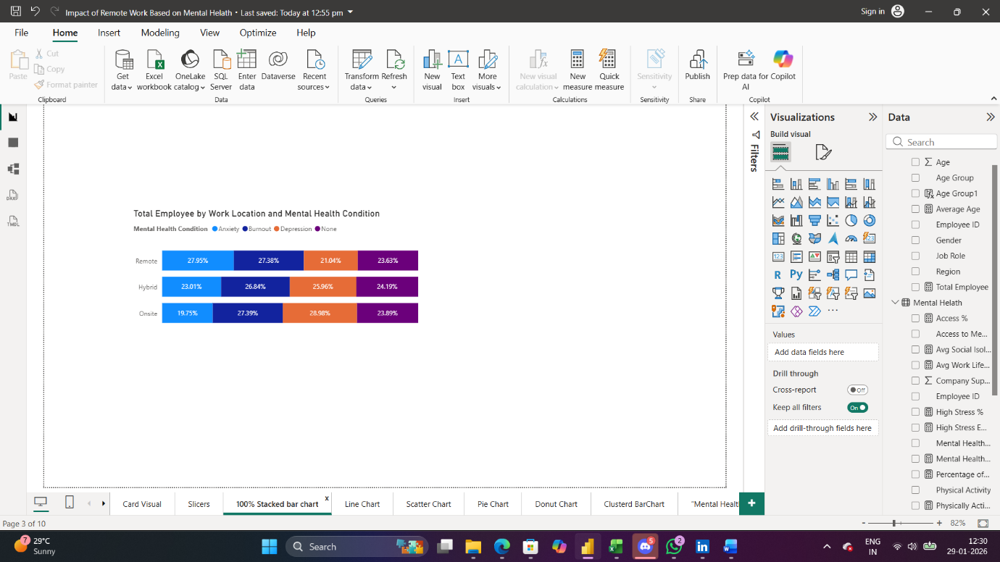 Impact of Remote Work Based on Mental Helath • Last saved: Today at 12:55 pm
Sign in
File Home Insert Modeling View Optimize Help
Paste
Cut
Copy
Format painter
Clipboard
Get data
Excel workbook
OneLake catalog
SQL Server
Enter data
Dataverse
Recent sources
Data
Transform data
Refresh
Queries
New visual
Text box
More visuals
Insert
New visual calculation
New measure
Quick measure
Calculations
Sensitivity
Sensitivity
Publish
Share
Prep data for AI
Copilot
Copilot
Total Employee by Work Location and Mental Health Condition
Mental Health Condition Anxiety Burnout Depression None
Remote 27.95% 27.38% 21.04% 23.63%
Hybrid 23.01% 26.84% 25.96% 24.19%
Onsite 19.75% 27.39% 28.98% 23.89%
Filters
Visualizations
Build visual
123
123
R Py
Values
Add data fields here
Drill through
Cross-report Off
Keep all filters On
Add drill-through fields here
Data
Search
Age
Age Group
Age Group1
Average Age
Employee ID
Gender
Job Role
Region
Total Employee
Mental Helath
Access %
Access to Me...
Avg Social Isol...
Avg Work Life...
Company Sup...
Employee ID
High Stress %
High Stress E...
Mental Health...
Mental Health...
Percentage of...
Physical Activity
Physically Acti...
DAX
TMDL
Card Visual Slicers 100% Stacked bar chart x Line Chart Scatter Chart Pie Chart Donut Chart Clusterd BarChart "Mental Healt +
Page 3 of 10
- + 82%
7
29°C
Sunny
Search
5
2
ENG
IN
12:30
29-01-2026